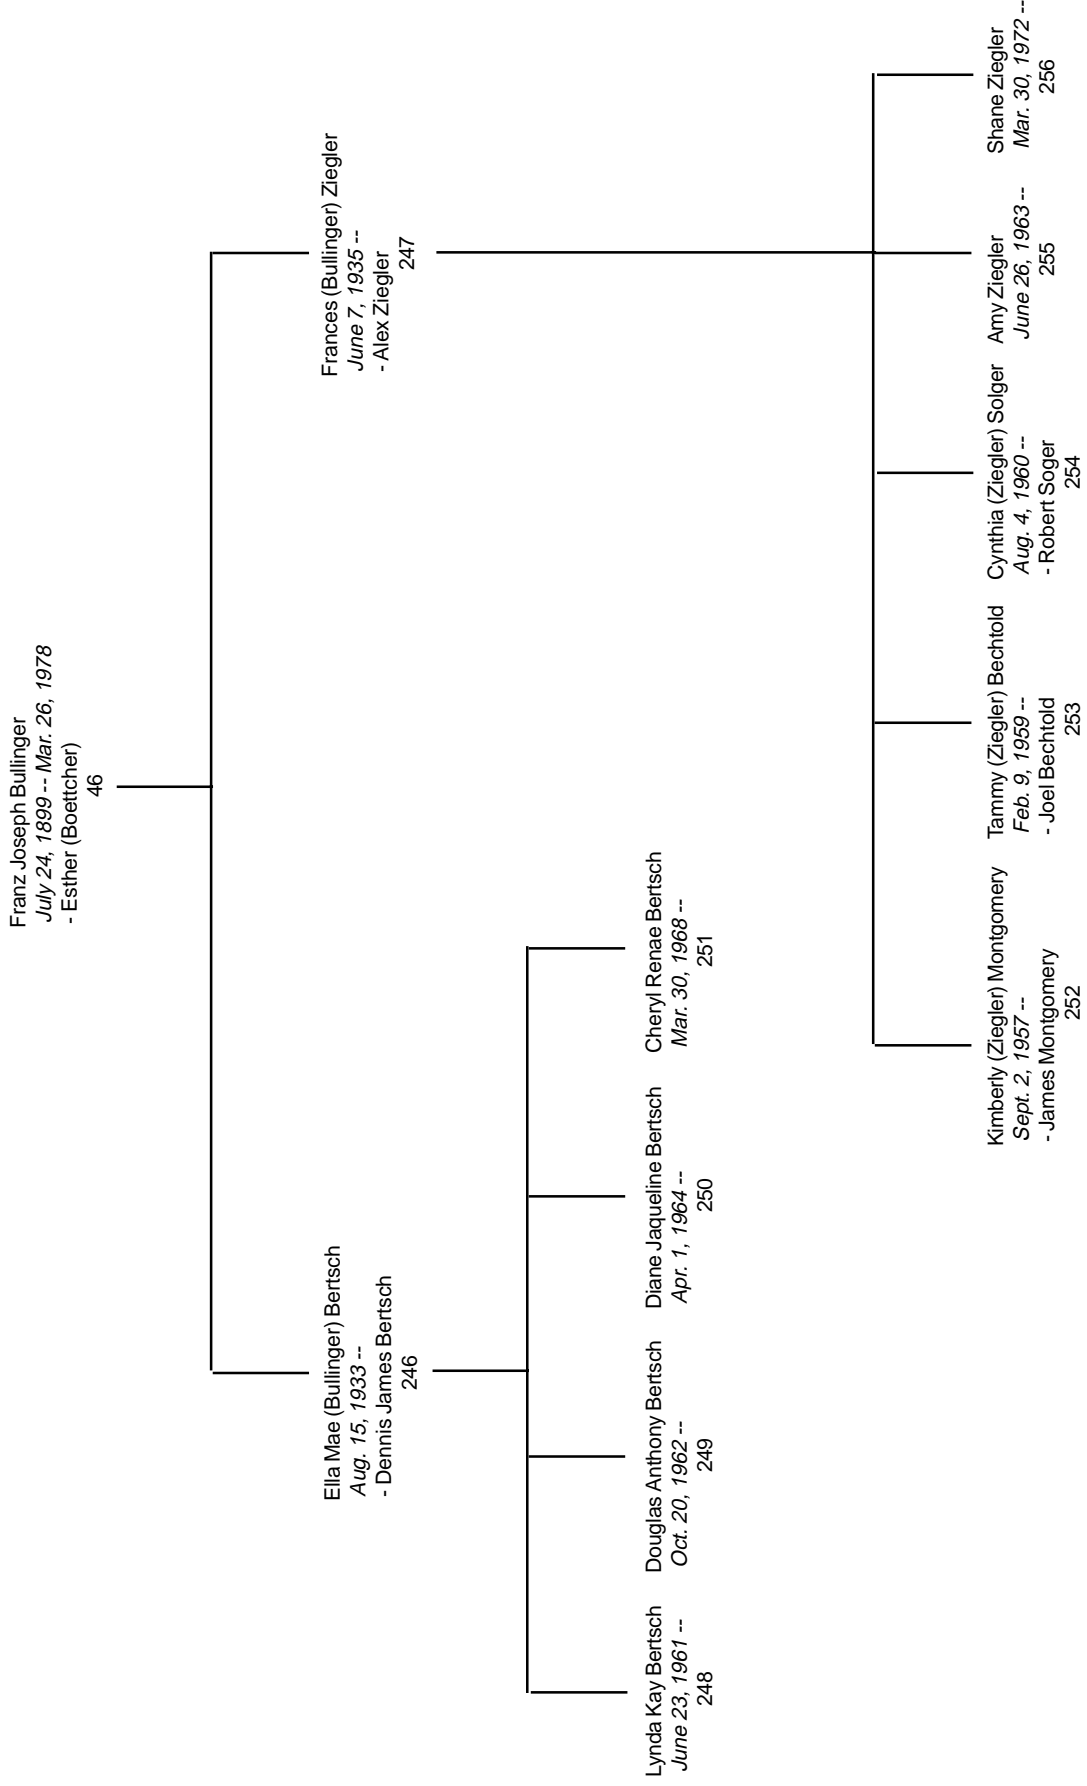 Franz Joseph Bullinger
July 24, 1899 -- Mar. 26, 1978
- Esther (Boettcher)
46
Ella Mae (Bullinger) Bertsch
Aug. 15, 1933 --
- Dennis James Bertsch
246
Frances (Bullinger) Ziegler
June 7, 1935 --
- Alex Ziegler
247
Lynda Kay Bertsch
June 23, 1961 --
248
Douglas Anthony Bertsch
Oct. 20, 1962 --
249
Diane Jaqueline Bertsch
Apr. 1, 1964 --
250
Cheryl Renae Bertsch
Mar. 30, 1968 --
251
Kimberly (Ziegler) Montgomery
Sept. 2, 1957 --
- James Montgomery
252
Tammy (Ziegler) Bechtold
Feb. 9, 1959 --
- Joel Bechtold
253
Cynthia (Ziegler) Solger
Aug. 4, 1960 --
- Robert Soger
254
Amy Ziegler
June 26, 1963 --
255
Shane Ziegler
Mar. 30, 1972 --
256